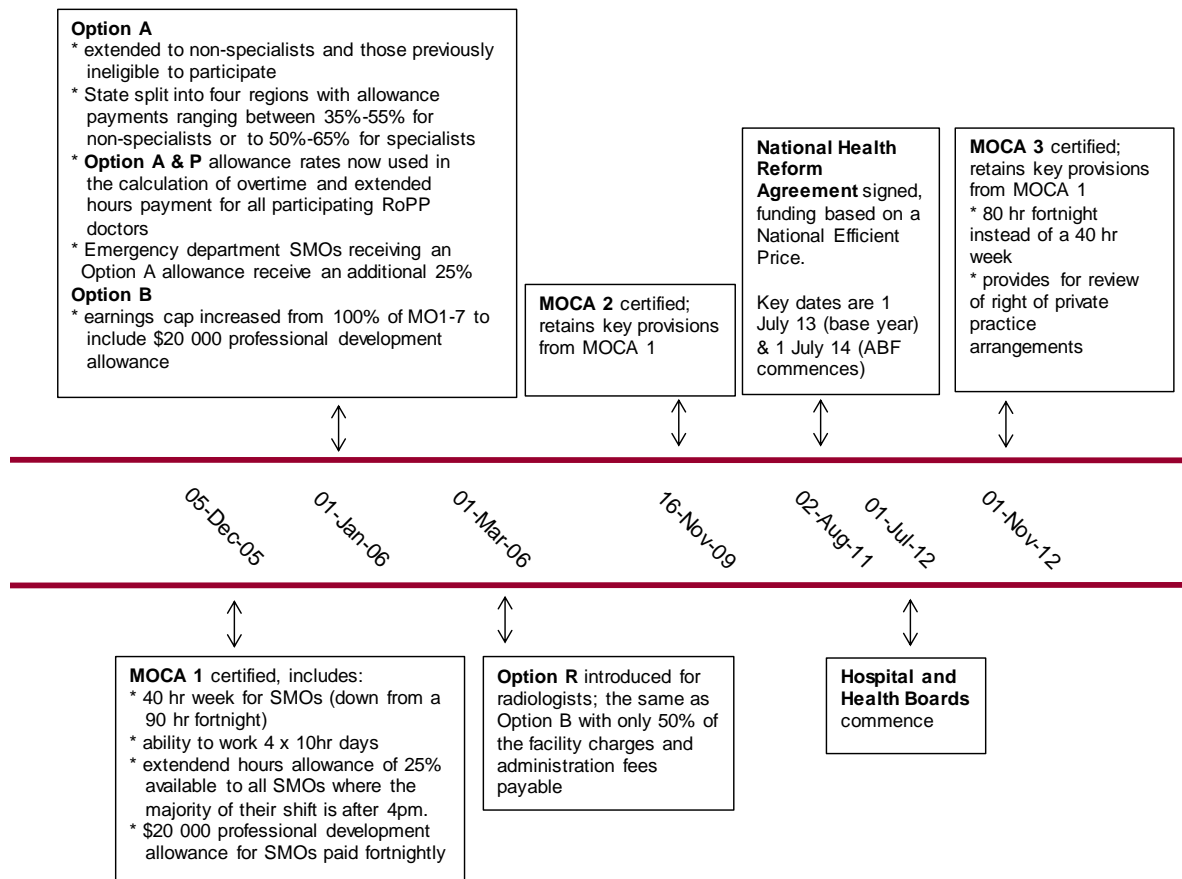 Option A
* extended to non-specialists and those previously
ineligible to participate
* State split into four regions with allowance
payments ranging between 35%-55% for
non-specialists or to 50%-65% for specialists
* Option A & P allowance rates now used in
the calculation of overtime and extended
hours payment for all participating RoPP
doctors
* Emergency department SMOs receiving an
Option A allowance receive an additional 25%
Option B
* earnings cap increased from 100% of MO1-7 to
include $20 000 professional development
allowance
MOCA 2 certified;
retains key provisions
from MOCA 1
National Health
Reform
Agreement signed,
funding based on a
National Efficient
Price.
Key dates are 1
July 13 (base year)
& 1 July 14 (ABF
commences)
MOCA 3 certified;
retains key provisions
from MOCA 1
* 80 hr fortnight
instead of a 40 hr
week
* provides for review
of right of private
practice
arrangements
05-Dec-05
01-Jan-06
01-Mar-06
16-Nov-09
02-Aug-11
01-Jul-12
01-Nov-12
MOCA 1 certified, includes:
* 40 hr week for SMOs (down from a
90 hr fortnight)
* ability to work 4 x 10hr days
* extendend hours allowance of 25%
available to all SMOs where the
majority of their shift is after 4pm.
* $20 000 professional development
allowance for SMOs paid fortnightly
Option R introduced for
radiologists; the same as
Option B with only 50% of
the facility charges and
administration fees
payable
Hospital and
Health Boards
commence